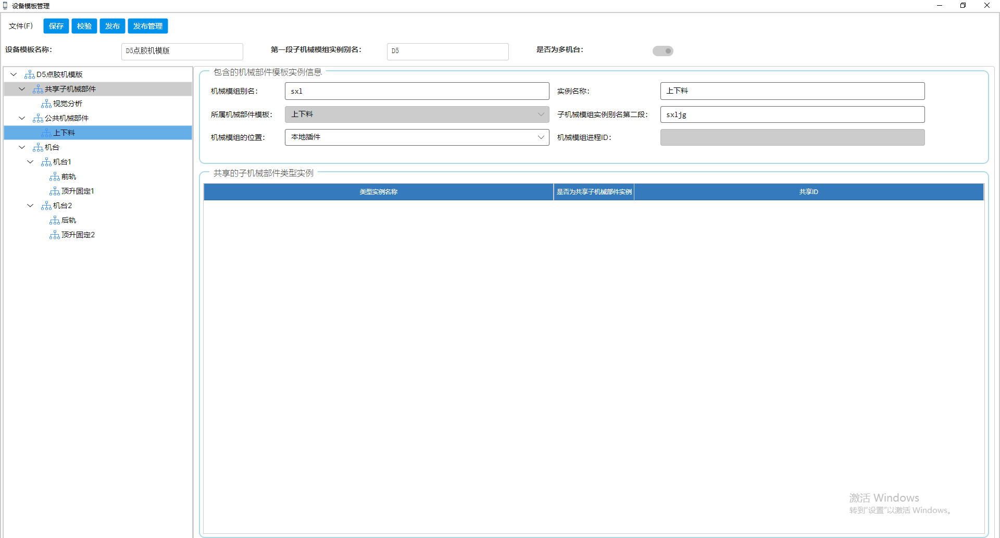 设备模板管理
文件(F) 保存 校验 发布 发布管理
设备模板名称: D5点胶机模版 第一段子机械模组实例别名: D5 是否为多机台:
D5点胶机模版
共享子机械部件
视觉分析
公共机械部件
上下料
机台
机台1
前轨
顶升固定1
机台2
后轨
顶升固定2
包含的机械部件模板实例信息
机械模组别名: sxl 实例名称: 上下料
所属机械部件模板: 上下料 子机械模组实例别名第二段: sxljg
机械模组的位置: 本地插件 机械模组进程ID:
共享的子机械部件类型实例
类型实例名称 是否为共享子机械部件实例 共享ID
激活 Windows
转到"设置"以激活 Windows。